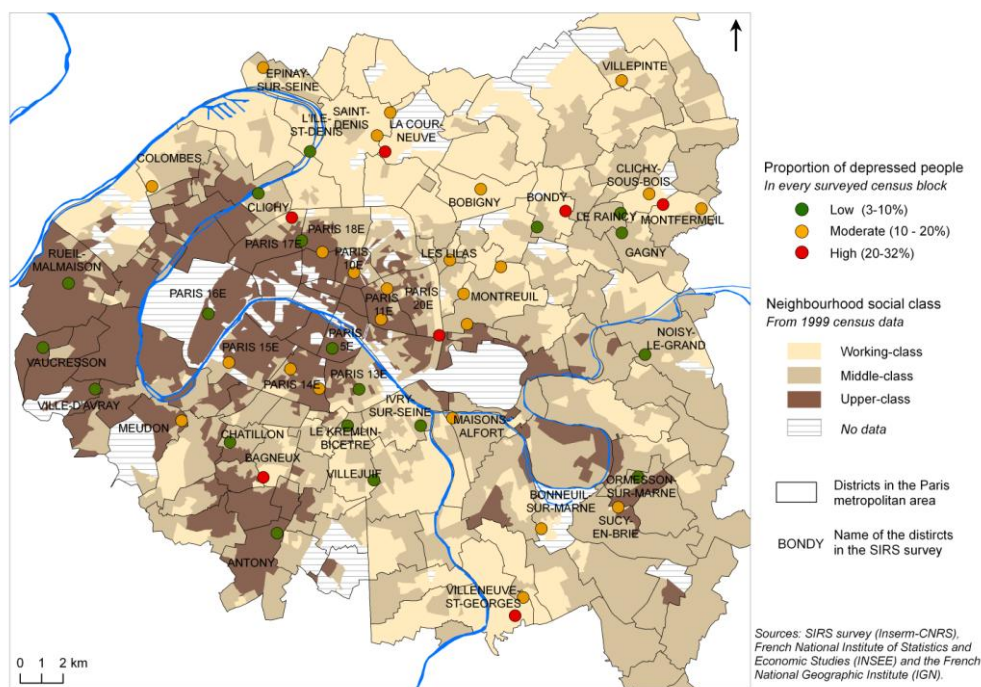 VILLEPINTE
EPINAY-
SUR-SEINE
SAINT-
DENIS
L'ILE-
ST-DENIS
LA COUR-
NEUVE
COLOMBES
CLICHY-
SOUS-BOIS
BONDY
LE RAINCY
MONTFERMEIL
BOBIGNY
CLICHY
PARIS 18E
PARIS 17E
GAGNY
RUEIL-
MALMAISON
PARIS
10E
LES LILAS
PARIS 16E
PARIS
11E
PARIS
20E
MONTREUIL
NOISY-
LE-GRAND
VAUCRESSON
PARIS 15E
PARIS
5E
PARIS 14E
PARIS 13E
VILLE-D'AVRAY
IVRY-
SUR-SEINE
MEUDON
CHATILLON
LE KREMLIN-
BICETRE
MAISONS-
ALFORT
BAGNEUX
VILLEJUIF
ORMESSON
-SUR-MARNE
BONNEUIL-
SUR-MARNE
SUCY-
EN-BRIE
ANTONY
VILLENEUVE-
ST-GEORGES
0 1 2 km
Proportion of depressed people
In every surveyed census block
Low (3-10%)
Moderate (10 - 20%)
High (20-32%)
Neighbourhood social class
From 1999 census data
Working-class
Middle-class
Upper-class
No data
Districts in the Paris
metropolitan area
BONDY
Name of the distircts
in the SIRS survey
Sources: SIRS survey (Inserm-CNRS),
French National Institute of Statistics and
Economic Studies (INSEE) and the French
National Geographic Institute (IGN).